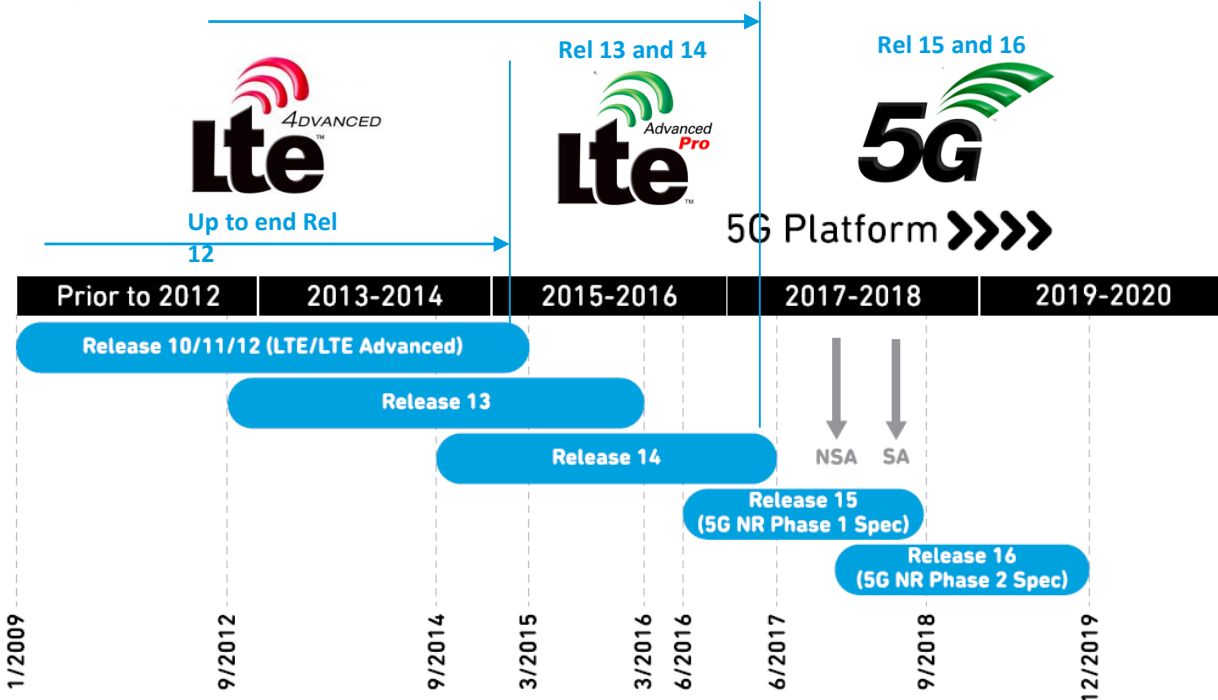 Rel 13 and 14
Rel 15 and 16
Lte 4DVANCED™
Lte™ Advanced
Pro
5G
Up to end Rel
12
5G Platform
Prior to 2012
2013-2014
2015-2016
2017-2018
2019-2020
Release 10/11/12 (LTE/LTE Advanced)
Release 13
Release 14
NSA
SA
Release 15
(5G NR Phase 1 Spec)
Release 16
(5G NR Phase 2 Spec)
1/2009
9/2012
9/2014
3/2015
3/2016
6/2016
6/2017
9/2018
12/2019